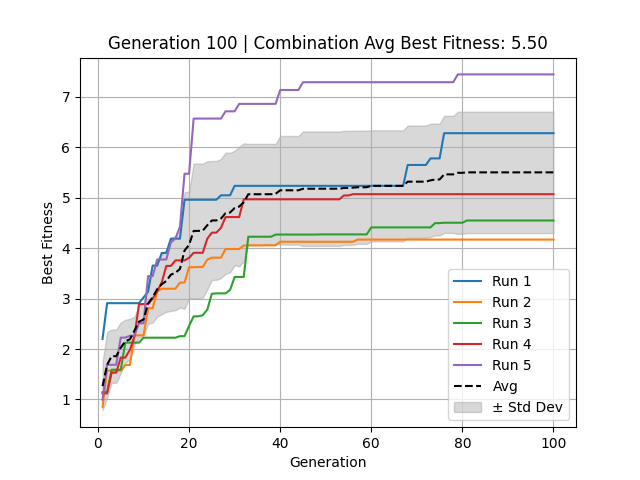 Generation 100 | Combination Avg Best Fitness: 5.50
Best Fitness
7
6
5
4
3
2
1
0
20
40
60
80
100
Generation
Run 1
Run 2
Run 3
Run 4
Run 5
Avg
± Std Dev